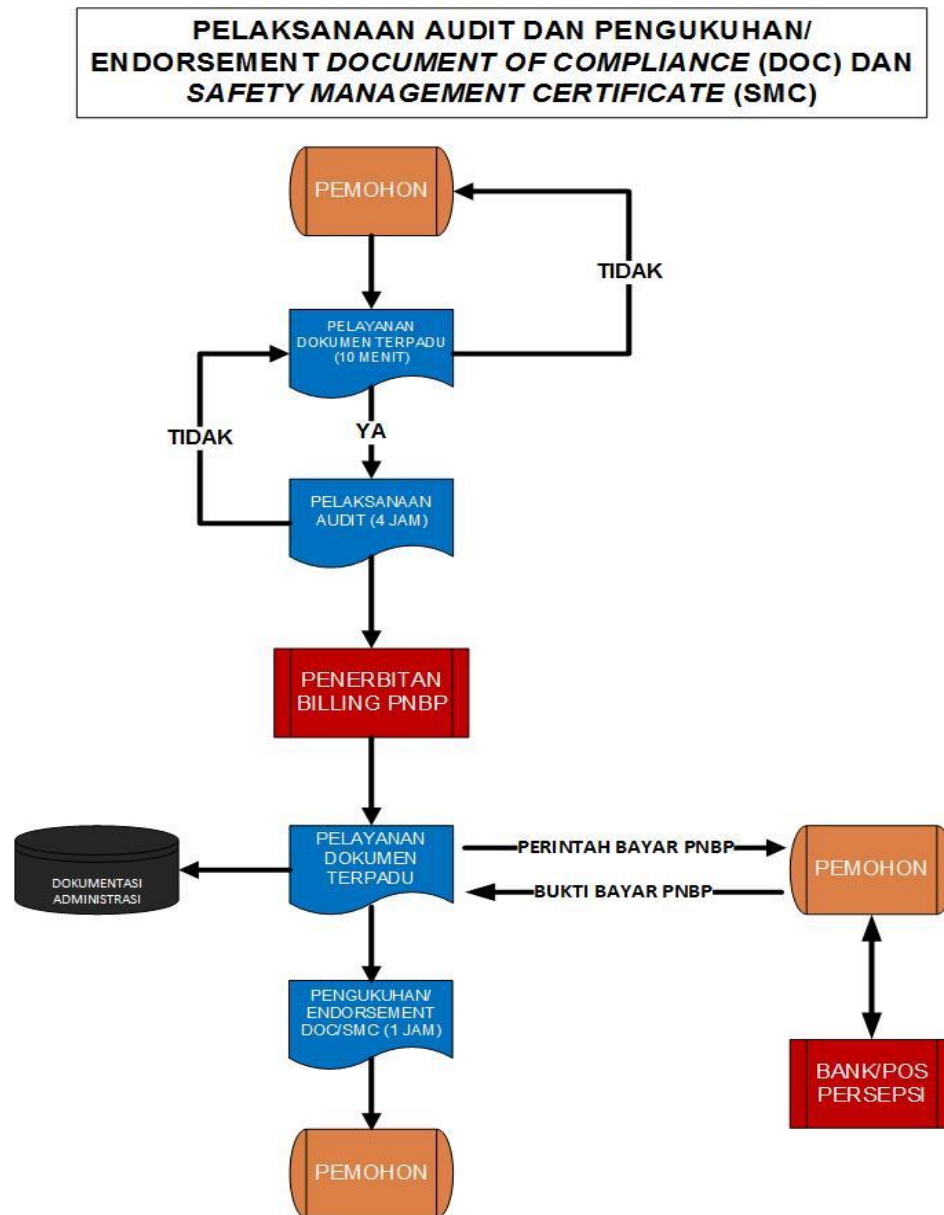 PELAKSANAAN AUDIT DAN PENGUKUHAN/
ENDORSEMENT DOCUMENT OF COMPLIANCE (DOC) DAN
SAFETY MANAGEMENT CERTIFICATE (SMC)
PEMOHON
TIDAK
PELAYANAN
DOKUMEN TERPADU
(10 MENIT)
TIDAK
YA
PELAKSANAAN
AUDIT (4 JAM)
PENERBITAN
BILLING PNBP
PELAYANAN
DOKUMEN
TERPADU
PERINTAH BAYAR PNBP
BUKTI BAYAR PNBP
PEMOHON
DOKUMENTASI
ADMINISTRASI
PENGUKUHAN/
ENDORSEMENT
DOC/SMC (1 JAM)
BANK/POS
PERSEPSI
PEMOHON